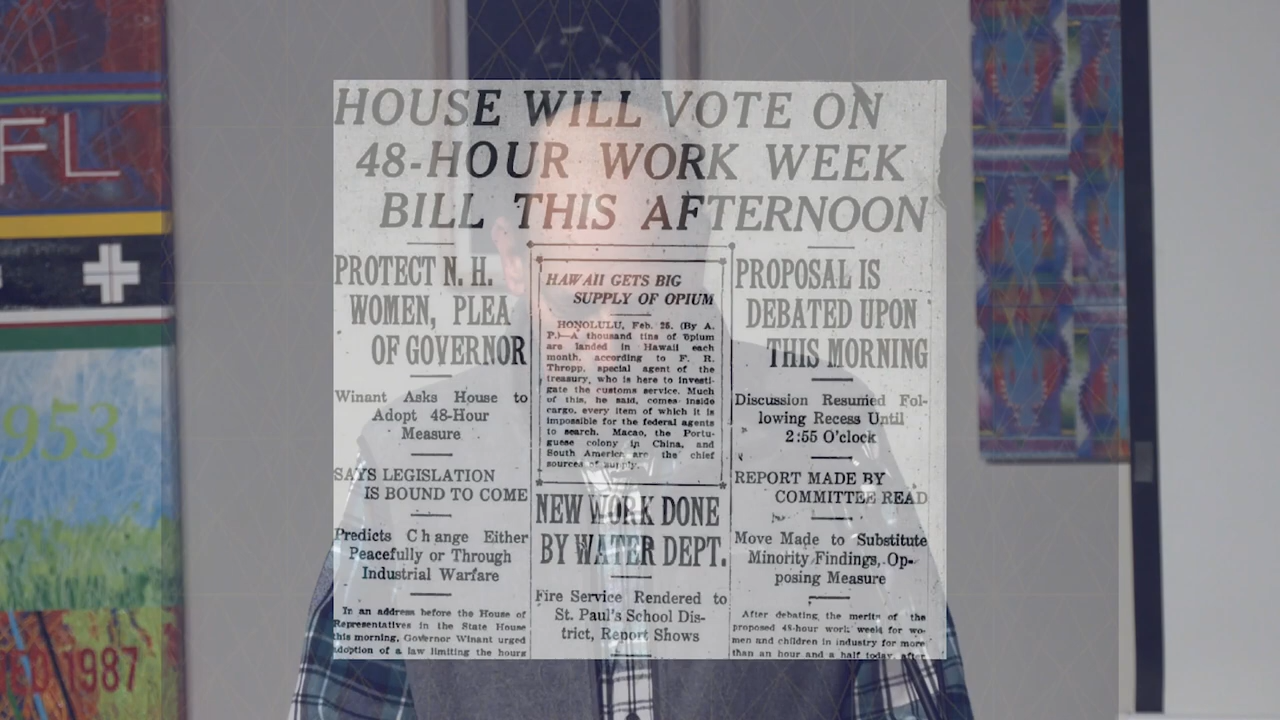 HOUSE WILL VOTE ON
48-HOUR WORK WEEK
BILL THIS AFTERNOON
PROTECT N. H.
WOMEN, PLEA
OF GOVERNOR
Winant Asks House to
Adopt 48-Hour
Measure
SAYS LEGISLATION
IS BOUND TO COME
Predicts Change Either
Peacefully or Through
Industrial Warfare
In an address before the House of
Representatives in the State House
this morning, Governor Winant urged
adoption of a law limiting the hours
HAWAII GETS BIG
SUPPLY OF OPIUM
HONOLULU, Feb. 26. (By A.
P.)—A thousand tins of opium
are landed in Hawaii each
month, according to F. R.
Thropp, special agent of the
treasury, who is here to investi-
gate the customs service. Much
of this, he said, comes inside
cargo, every item of which it is
impossible for the federal agents
to search. Macao, the Portu-
guese colony in China, and
South America are the chief
sources of supply.
NEW WORK DONE
BY WATER DEPT.
Fire Service Rendered to
St. Paul's School Dis-
trict, Report Shows
PROPOSAL IS
DEBATED UPON
THIS MORNING
Discussion Resumed Fol-
lowing Recess Until
2:55 O'clock
REPORT MADE BY
COMMITTEE READ
Move Made to Substitute
Minority Findings, Op-
posing Measure
After debating, the merits of the
proposed 48-hour work week for wo-
men and children in industry for more
than an hour and a half today, after
FL
953
1987